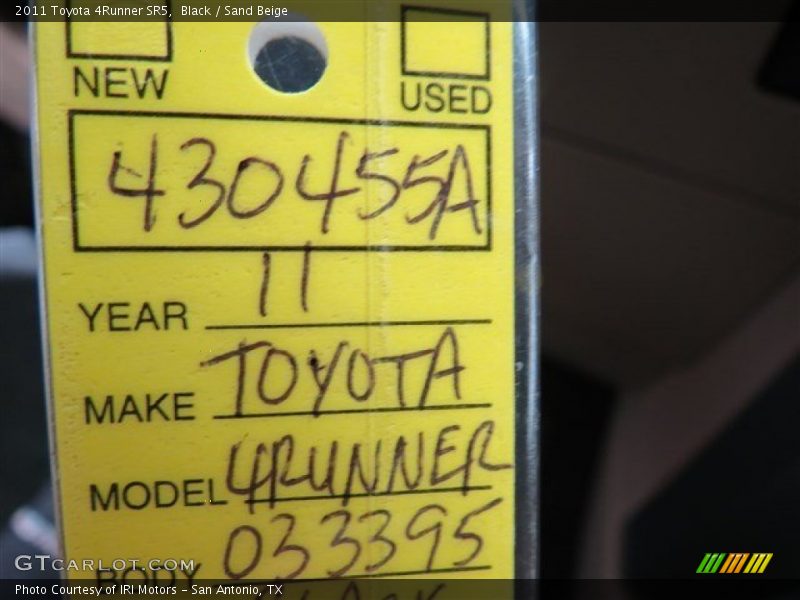 2011 Toyota 4Runner SR5, Black / Sand Beige
NEW USED
430455A
YEAR 11
MAKE TOYOTA
MODEL 4RUNNER
033395
BODY
GTCARLOT.COM
Photo Courtesy of IRI Motors – San Antonio, TX